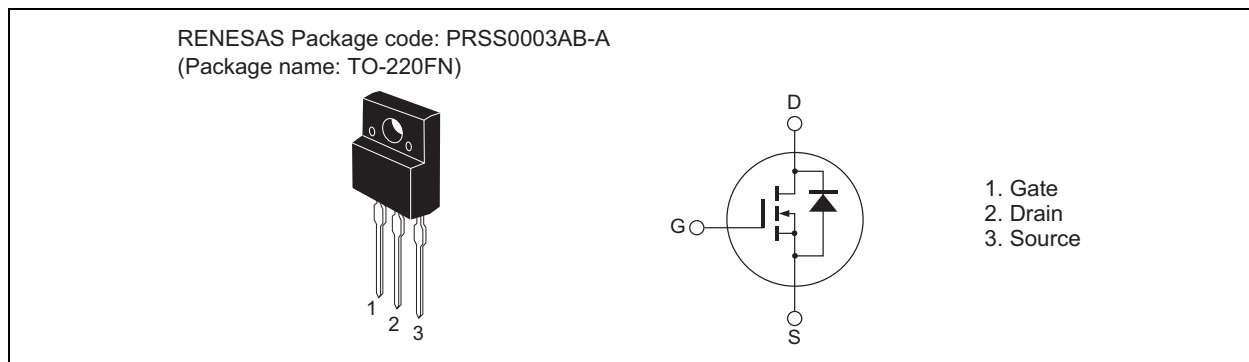 RENESAS Package code: PRSS0003AB-A
(Package name: TO-220FN)
1
2
3
D
G
S
1. Gate
2. Drain
3. Source